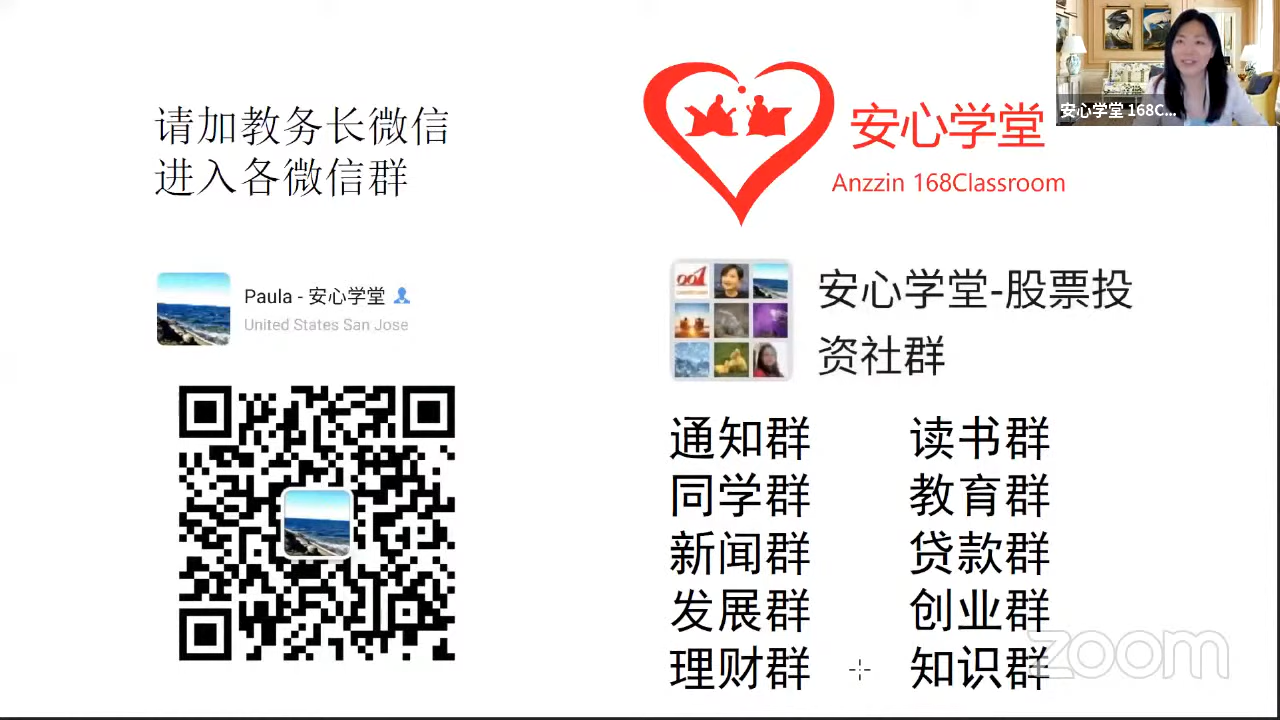 请加教务长微信
进入各微信群
Paula - 安心学堂
United States San Jose
安心学堂
Anzzin 168Classroom
安心学堂 168C...
安心学堂-股票投
资社群
通知群 读书群
同学群 教育群
新闻群 贷款群
发展群 创业群
理财群 知识群
zoom